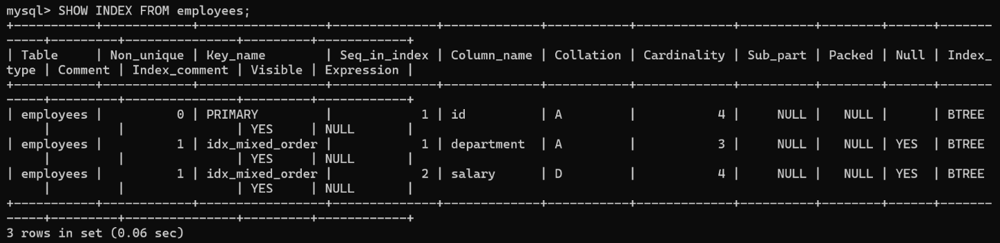 mysql> SHOW INDEX FROM employees;
+-----------+------------+----------------+--------------+-------------+-----------+-------------+----------+--------+------+-------
-----+---------+---------------+---------+------------+
| Table     | Non_unique | Key_name        | Seq_in_index | Column_name | Collation | Cardinality | Sub_part | Packed | Null | Index_
type | Comment | Index_comment | Visible | Expression |
+-----------+------------+----------------+--------------+-------------+-----------+-------------+----------+--------+------+-------
-----+---------+---------------+---------+------------+
| employees |          0 | PRIMARY         |            1 | id          | A         |           4 |     NULL |   NULL |      | BTREE
     |         |               | YES     | NULL       |
| employees |          1 | idx_mixed_order |            1 | department  | A         |           3 |     NULL |   NULL | YES  | BTREE
     |         |               | YES     | NULL       |
| employees |          1 | idx_mixed_order |            2 | salary      | D         |           4 |     NULL |   NULL | YES  | BTREE
     |         |               | YES     | NULL       |
+-----------+------------+----------------+--------------+-------------+-----------+-------------+----------+--------+------+-------
-----+---------+---------------+---------+------------+
3 rows in set (0.06 sec)